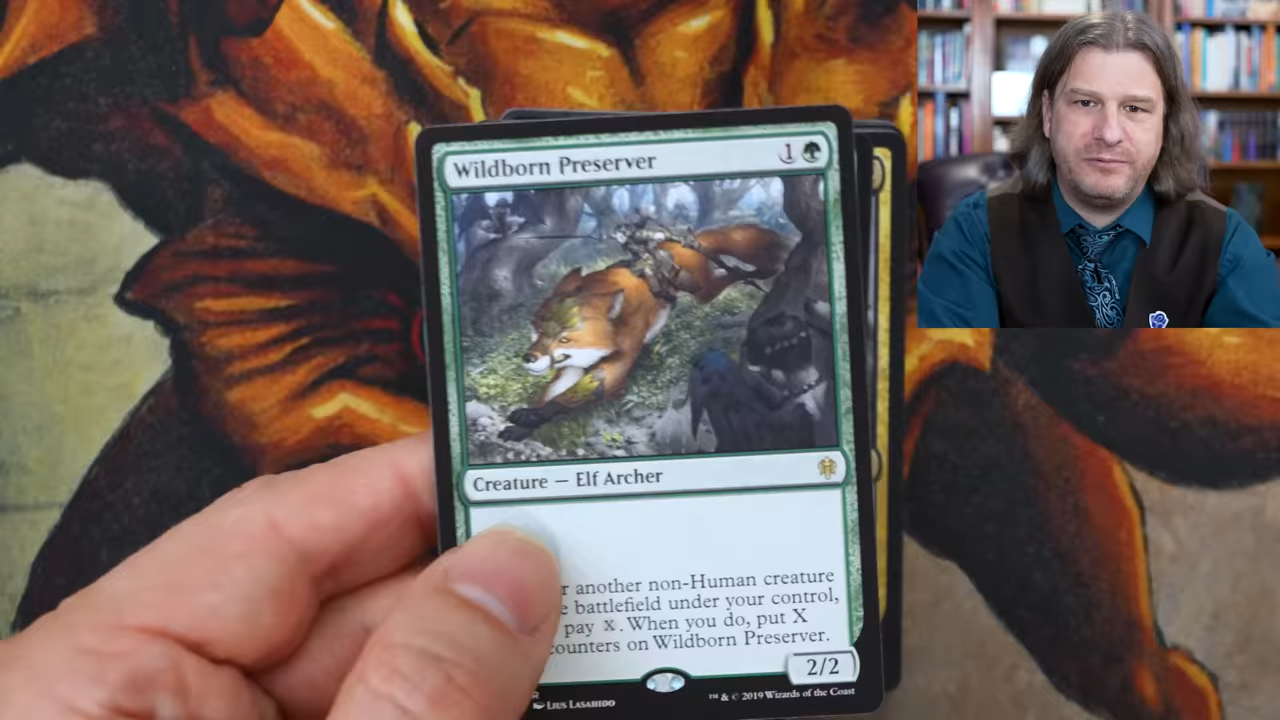 Wildborn Preserver 1
Creature — Elf Archer
another non-Human creature
battlefield under your control,
pay X. When you do, put X
counters on Wildborn Preserver.
2/2
R
Lius Lasahido
™ & © 2019 Wizards of the Coast